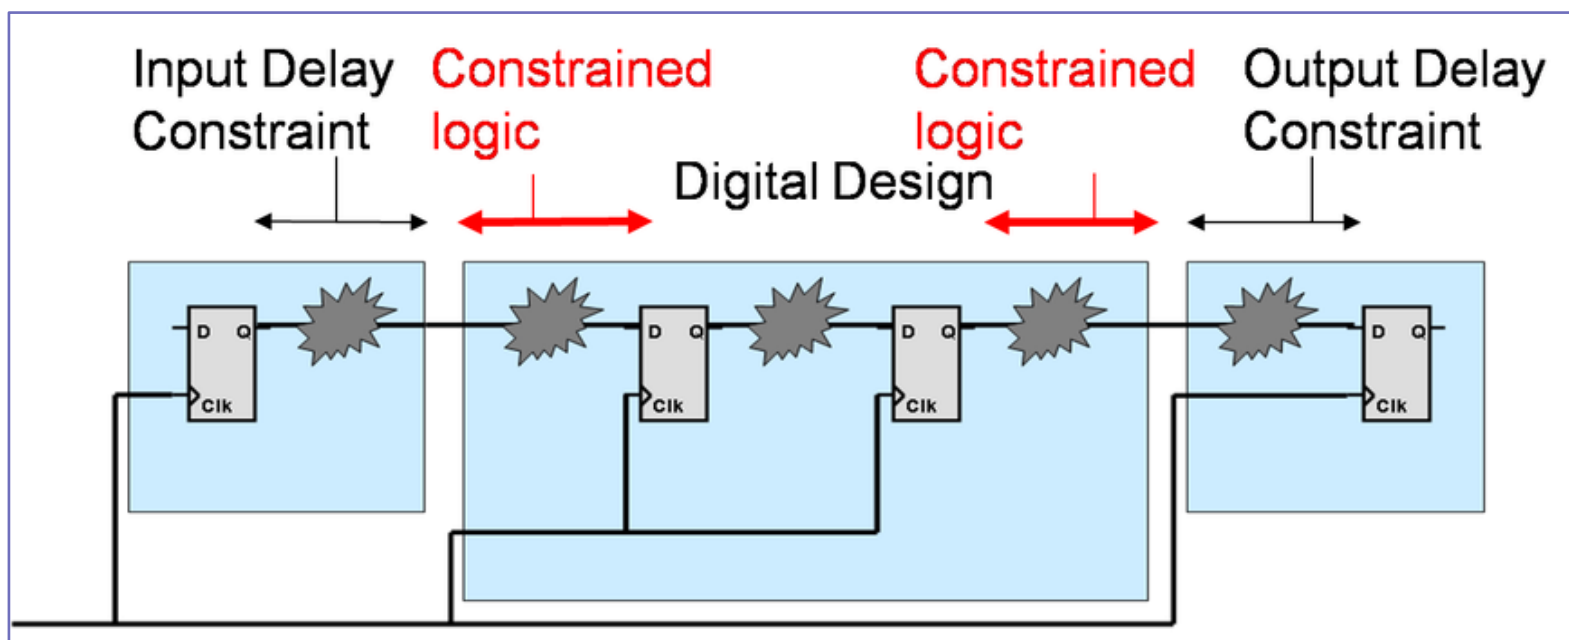 Input Delay
Constraint
Constrained
logic
Digital Design
Constrained
logic
Output Delay
Constraint
D Q
Clk
D Q
Clk
D Q
Clk
D Q
Clk